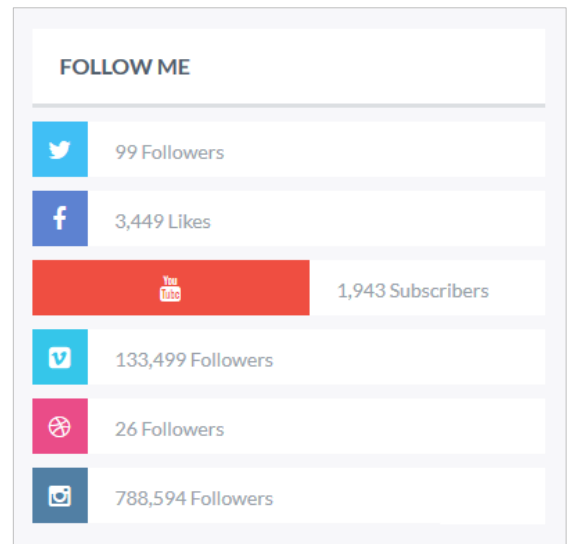 FOLLOW ME
99 Followers
3,449 Likes
You
Tube
1,943 Subscribers
133,499 Followers
26 Followers
788,594 Followers